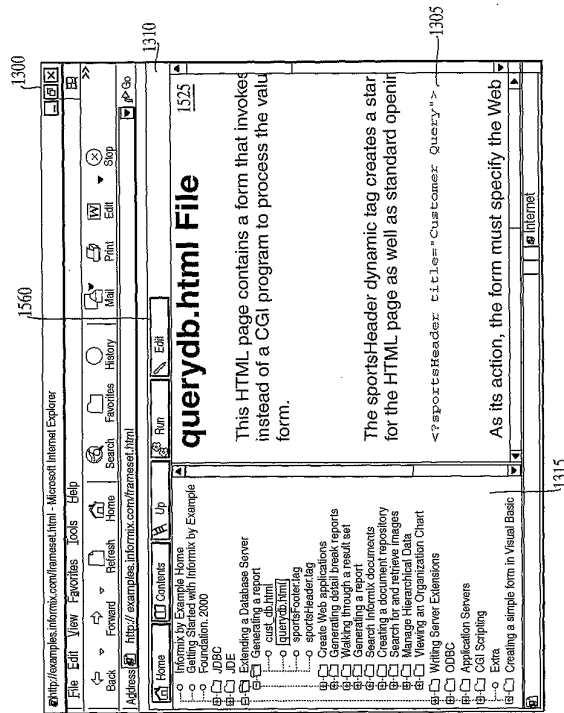 1300
http://examples.informix.com/frameset.html - Microsoft Internet Explorer
File Edit View Favorites Tools Help
Back Forward Refresh Home Search Favorites History Mail Print Edit Stop
Address http:// examples.informix.com/frameset.html Go
1560
1310
Home Contents Up Run Edit
Informix by Example Home
Getting Started with Informix by Example
Foundation. 2000
JDBC
JDE
Extending a Database Server
Generating a report
cust_db.html
querydb.html
sportsFooter.tag
sportsHeader.tag
Create Web applications
Generating detail break reports
Walking through a result set
Generating a report
Search Informix documents
Creating a document repository
Search for and retrieve images
Manage Hierarchical Data
Viewing an Organization Chart
Writing Server Extensions
ODBC
Application Servers
CGI Scripting
Extra
Creating a simple form in Visual Basic
1315
querydb.html File
1525
This HTML page contains a form that invokes
instead of a CGI program to process the valu
form.
The sportsHeader dynamic tag creates a star
for the HTML page as well as standard openir
<?sportsHeader title="Customer Query">
1305
As its action, the form must specify the Web
Internet